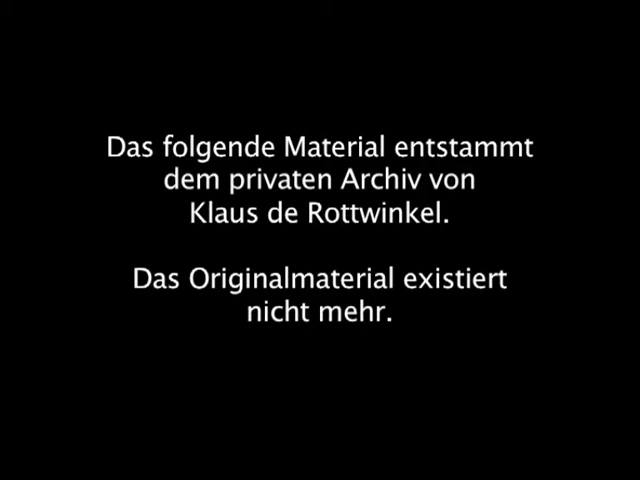 Das folgende Material entstammt
dem privaten Archiv von
Klaus de Rottwinkel.
Das Originalmaterial existiert
nicht mehr.